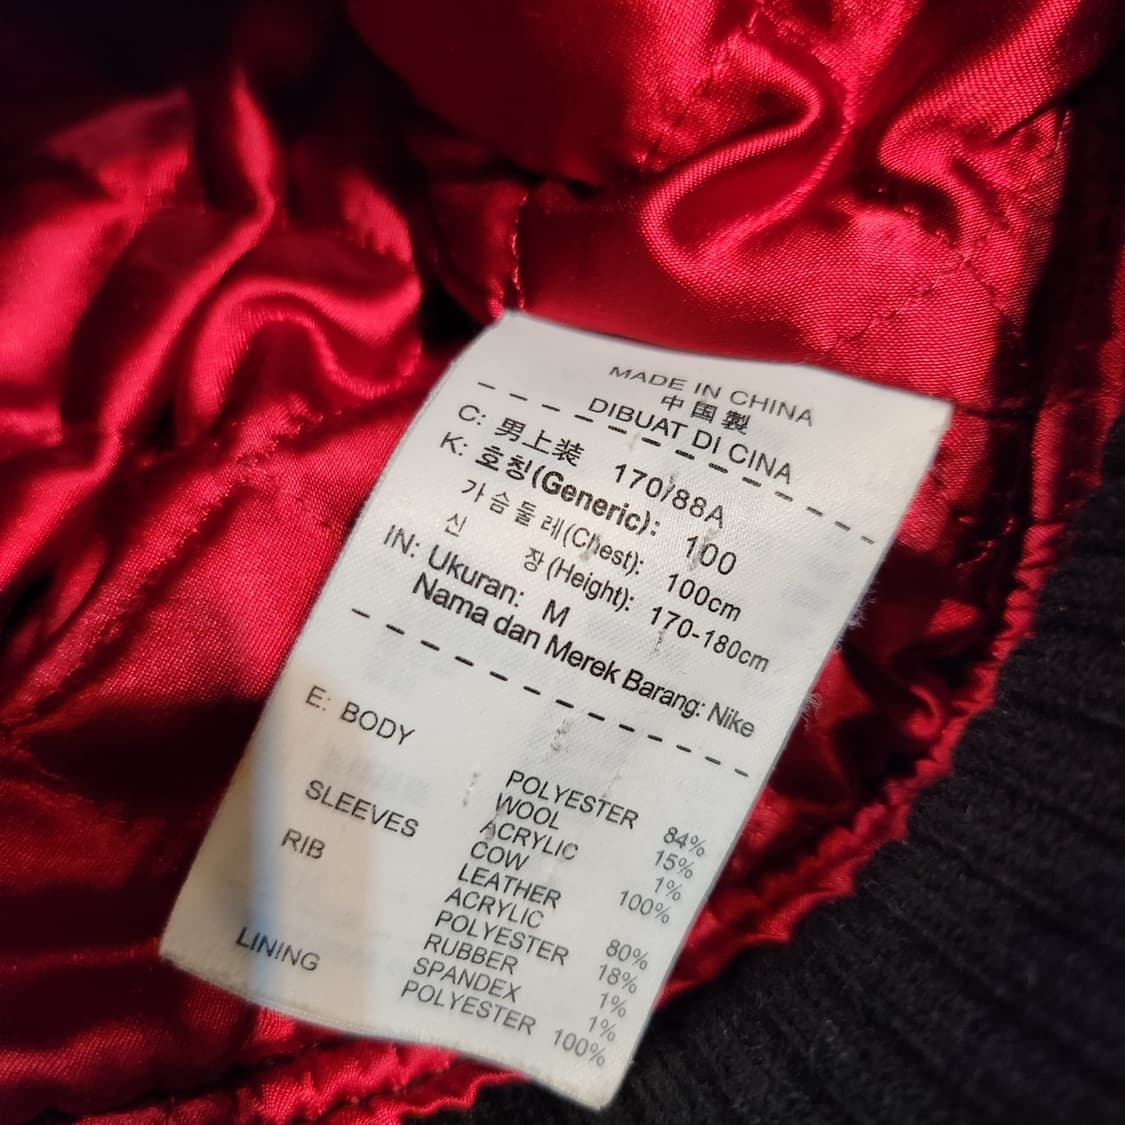 MADE IN CHINA
中国製
DIBUAT DI CINA
C: 男上装 170/88A
K: 호칭(Generic): 100
가슴둘레(Chest): 100cm
신 장(Height): 170-180cm
IN: Ukuran: M
Nama dan Merek Barang: Nike
E: BODY POLYESTER 84%
WOOL 15%
ACRYLIC 1%
SLEEVES COW LEATHER 100%
RIB ACRYLIC 80%
POLYESTER 18%
RUBBER 1%
SPANDEX 1%
LINING POLYESTER 100%